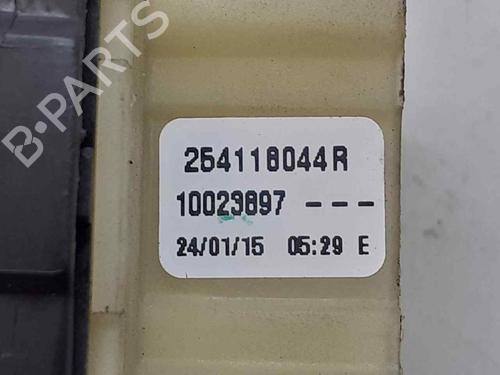 B-PARTS
254118044R
10023897 ---
24/01/15 05:29 E